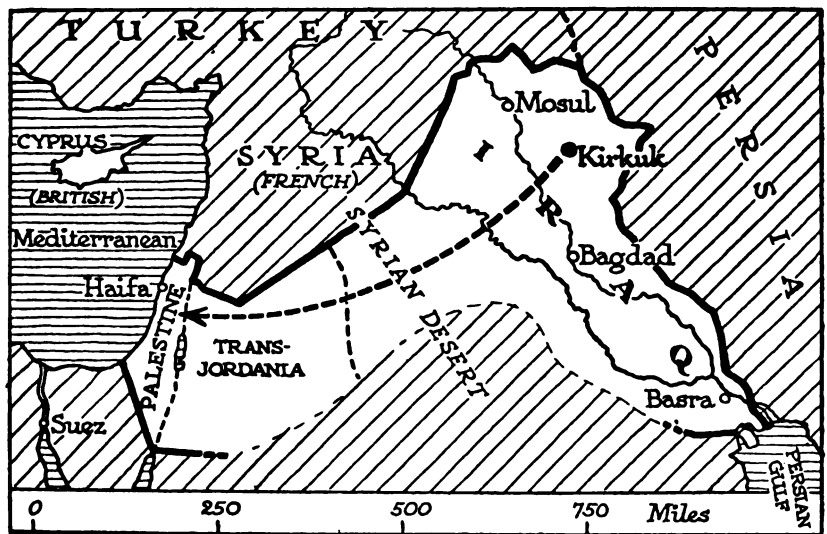 TURKEY
PERSIA
Mosul
CYPRUS
SYRIA
(FRENCH)
Kirkuk
(BRITISH)
IRAQ
SYRIAN DESERT
Mediterranean
Bagdad
Haifa
PALESTINE
TRANS-
JORDANIA
Basra
Suez
PERSIAN
GULF
0 250 500 750 Miles